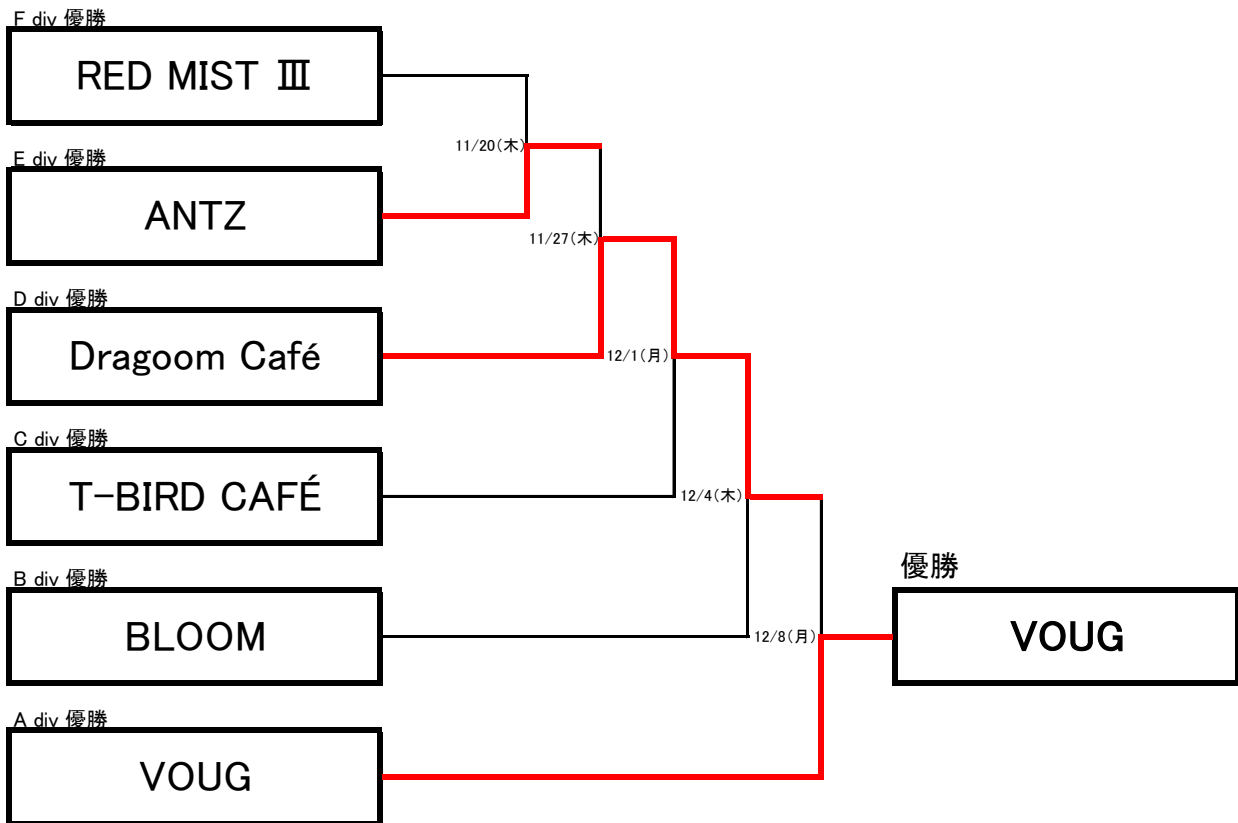 F div 優勝
RED MIST Ⅲ
11/20(木)
E div 優勝
ANTZ
11/27(木)
D div 優勝
Dragoom Café
12/1(月)
C div 優勝
T-BIRD CAFÉ
12/4(木)
優勝
B div 優勝
BLOOM
12/8(月)
VOUG
A div 優勝
VOUG